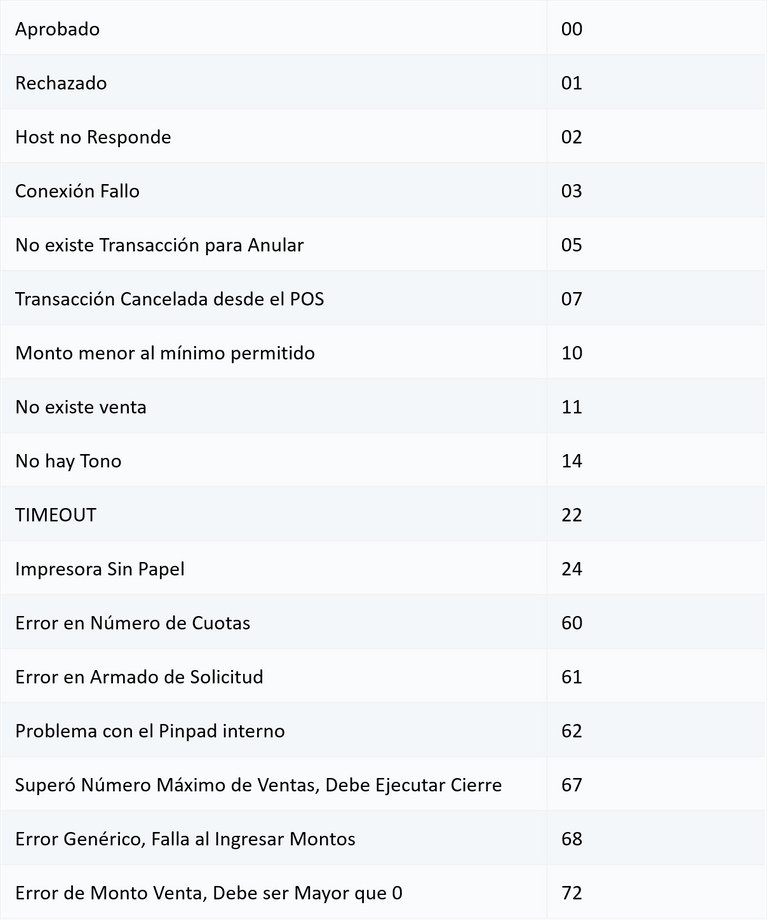 Aprobado 00
Rechazado 01
Host no Responde 02
Conexión Fallo 03
No existe Transacción para Anular 05
Transacción Cancelada desde el POS 07
Monto menor al mínimo permitido 10
No existe venta 11
No hay Tono 14
TIMEOUT 22
Impresora Sin Papel 24
Error en Número de Cuotas 60
Error en Armado de Solicitud 61
Problema con el Pinpad interno 62
Superó Número Máximo de Ventas, Debe Ejecutar Cierre 67
Error Genérico, Falla al Ingresar Montos 68
Error de Monto Venta, Debe ser Mayor que 0 72